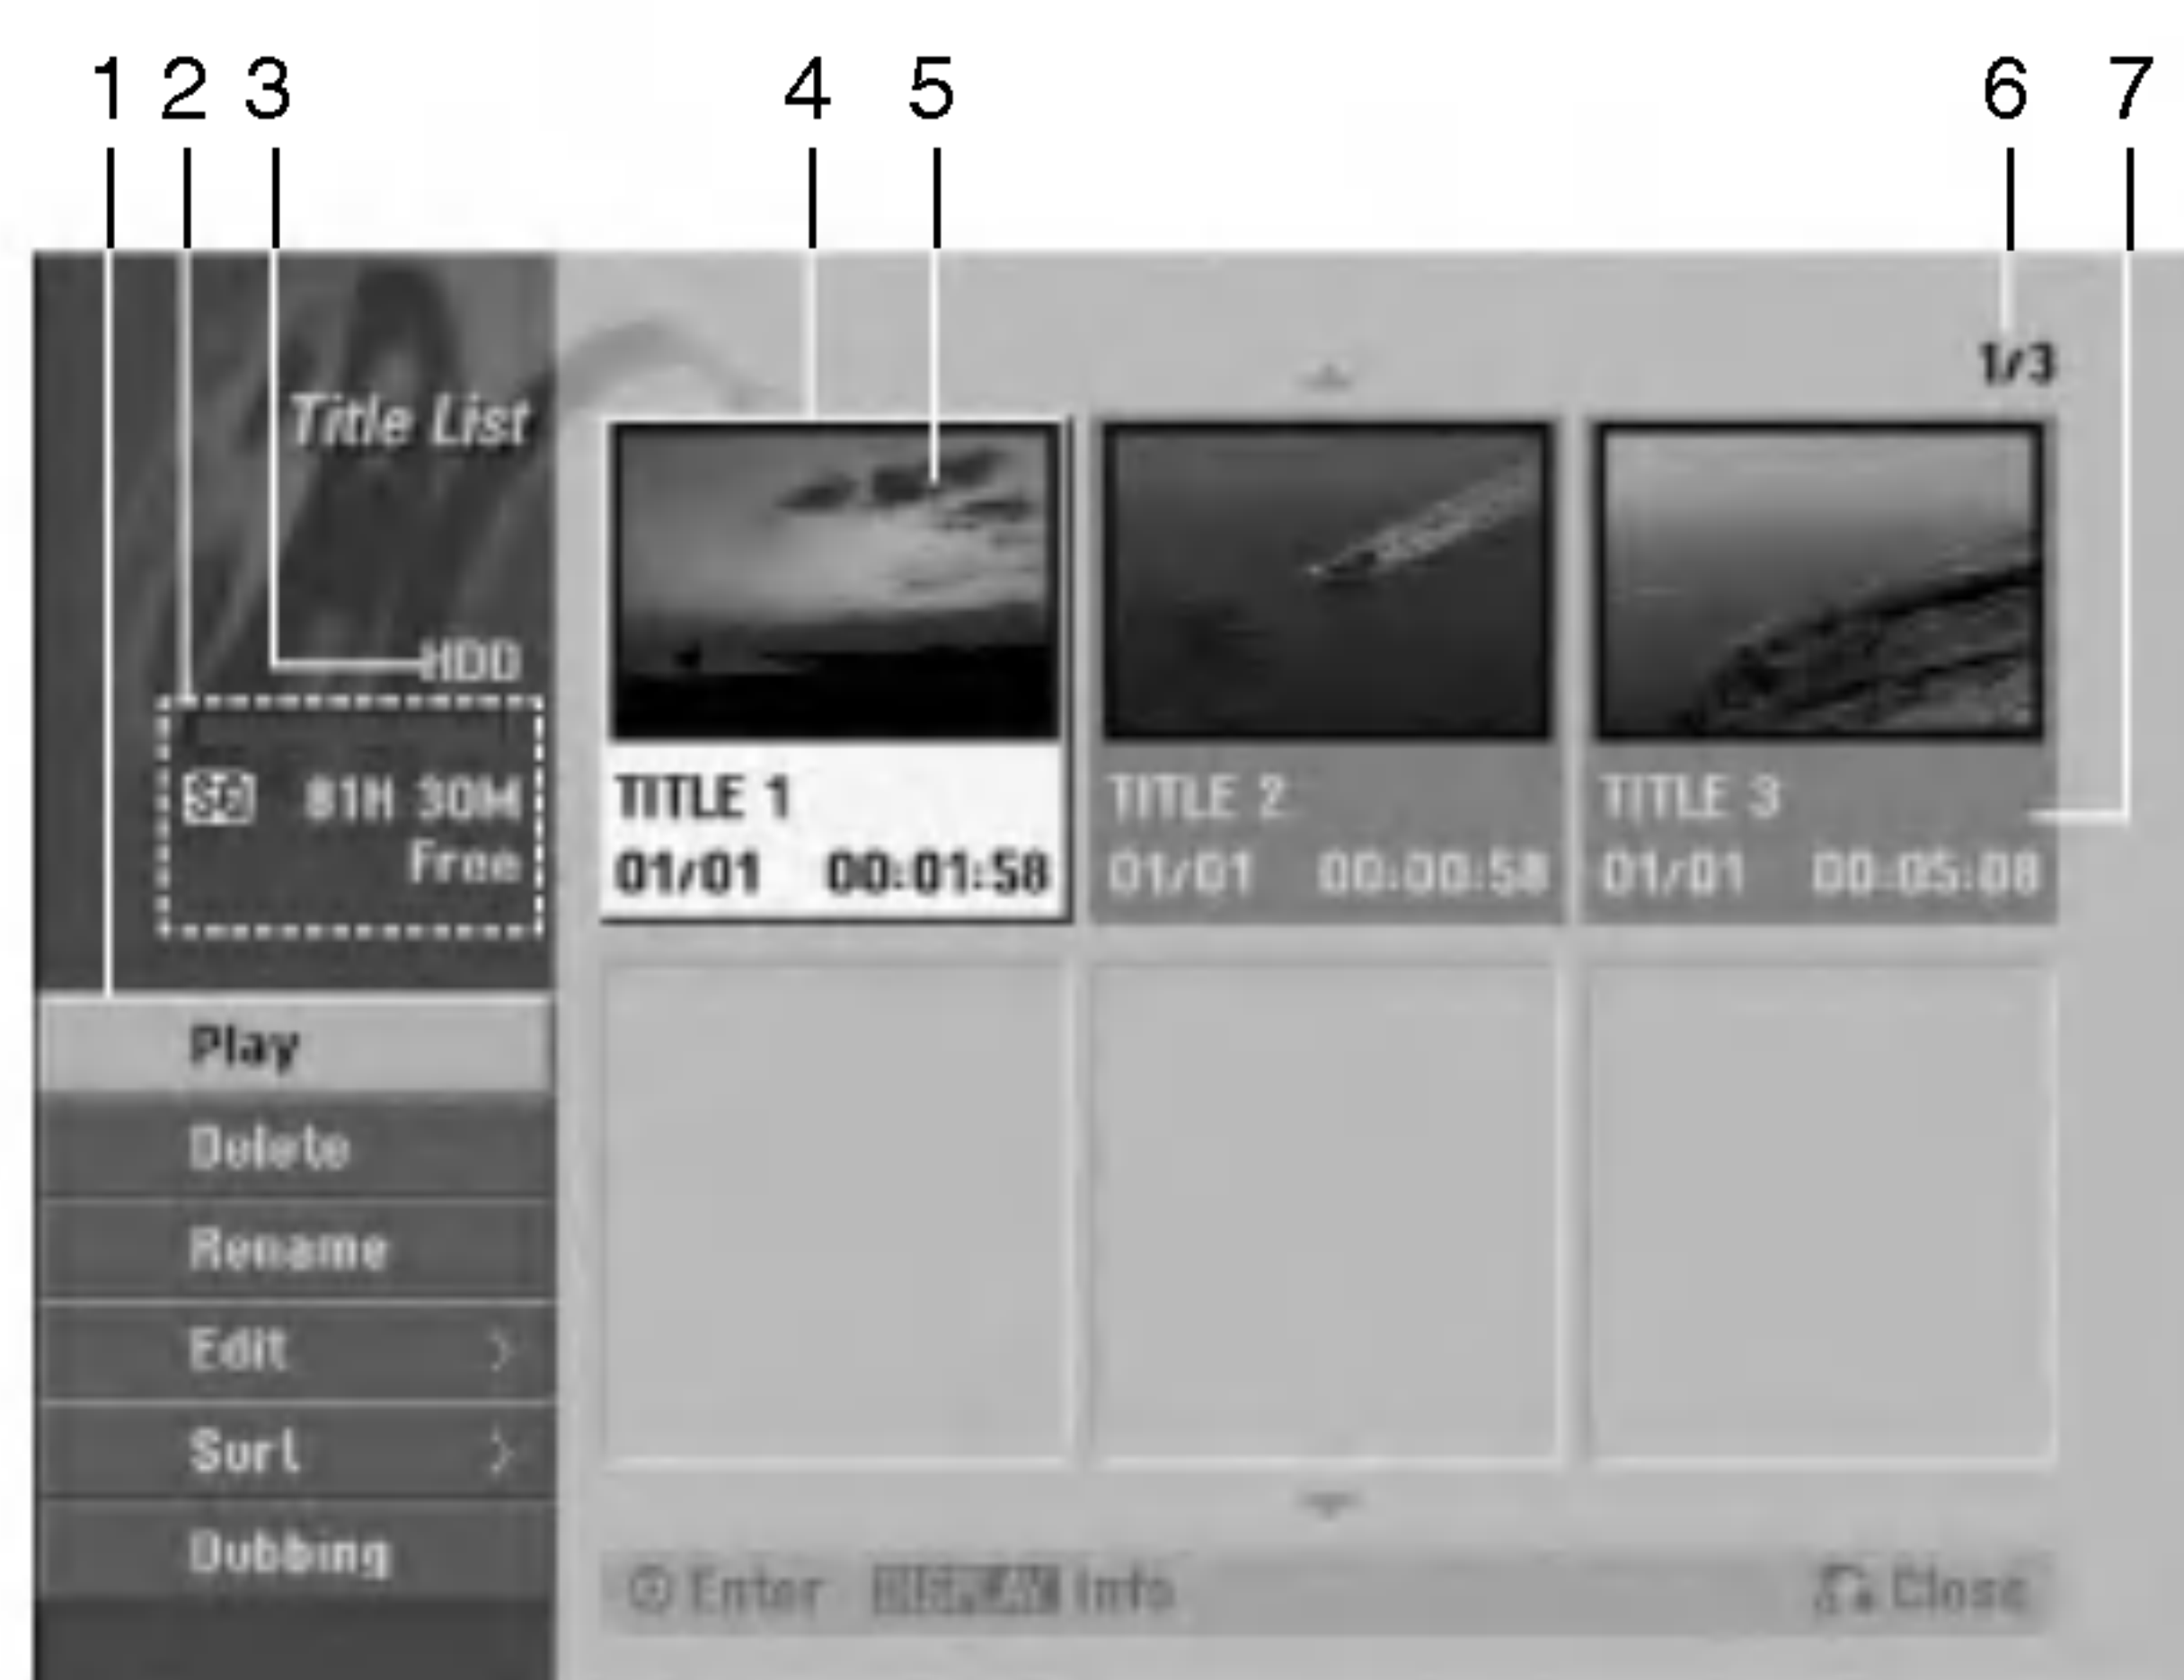 1 2 3 4 5 6 7
Title List
HDD
SQ 81H 30M
Free
Play
Delete
Rename
Edit
Sort
Dubbing
1/3
TITLE 1
01/01 00:01:58
TITLE 2
01/01 00:00:58
TITLE 3
01/01 00:05:08
Enter Info Close